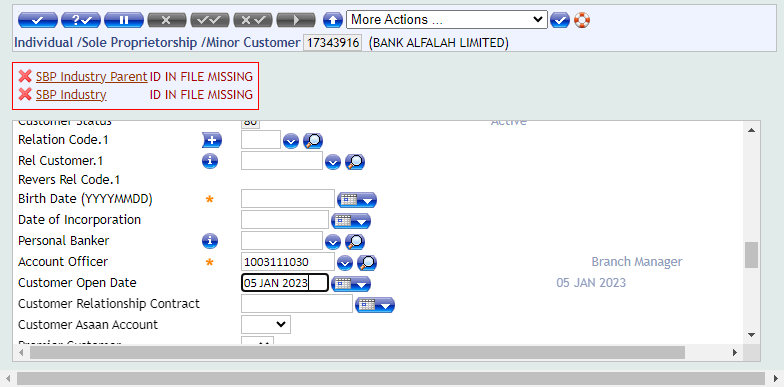 More Actions ...
Individual /Sole Proprietorship /Minor Customer 17343916 (BANK ALFALAH LIMITED)
SBP Industry Parent ID IN FILE MISSING
SBP Industry ID IN FILE MISSING
Customer Status 80 Active
Relation Code.1
Rel Customer.1
Revers Rel Code.1
Birth Date (YYYYMMDD) *
Date of Incorporation
Personal Banker
Account Officer * 1003111030 Branch Manager
Customer Open Date 05 JAN 2023 05 JAN 2023
Customer Relationship Contract
Customer Asaan Account
Premier Customer